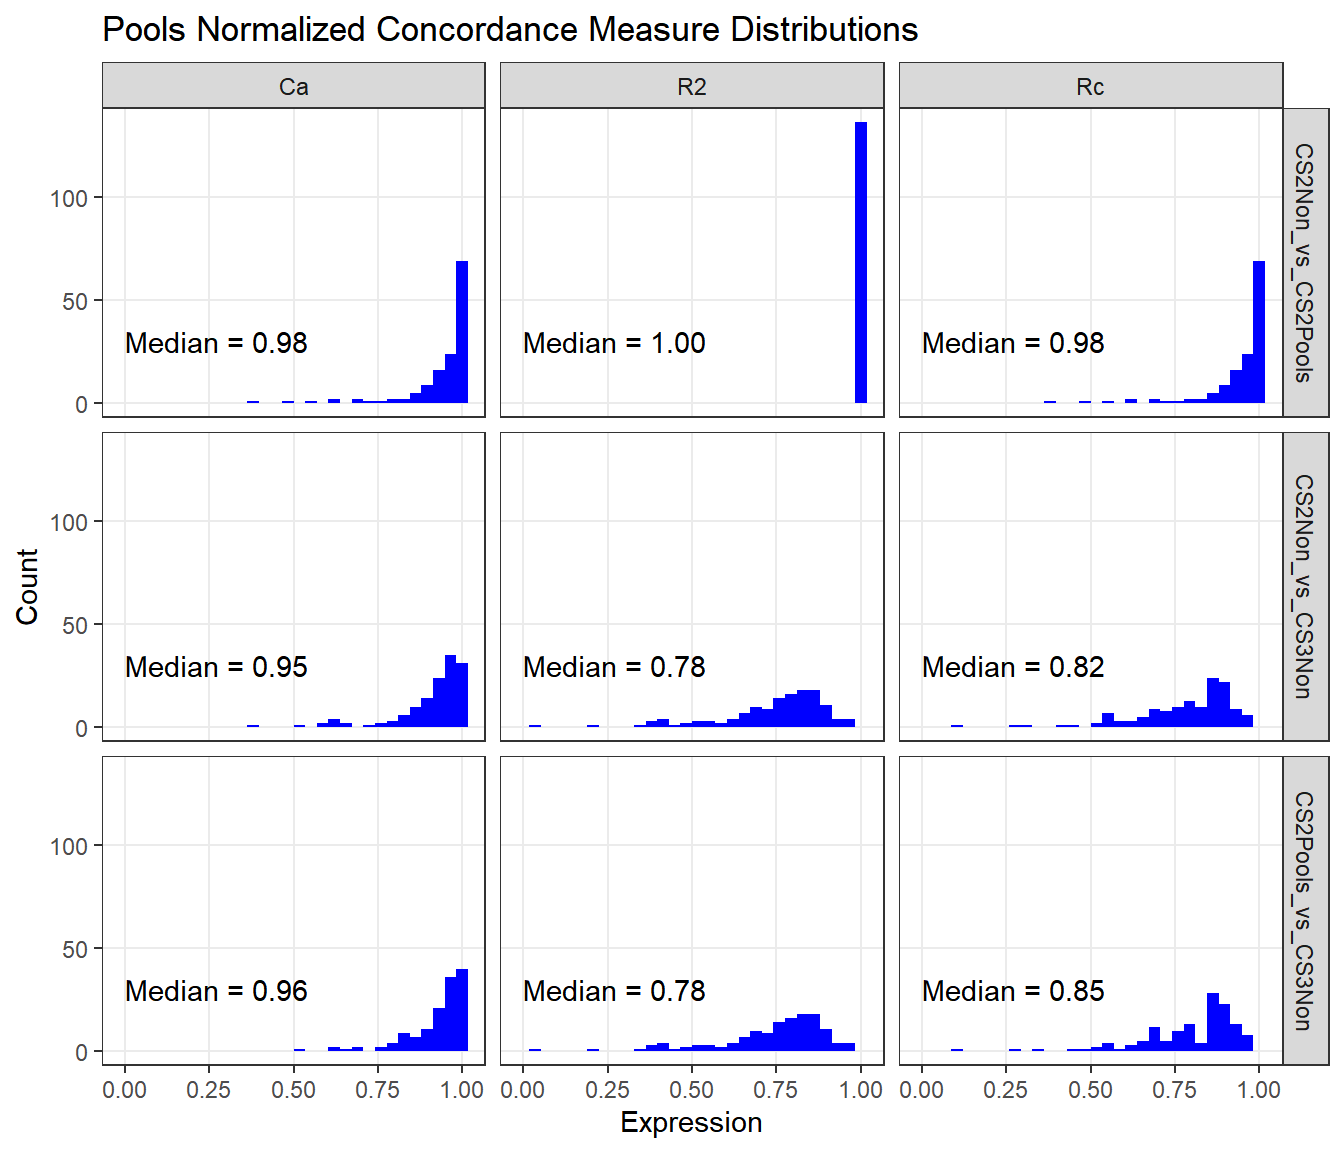 Pools Normalized Concordance Measure Distributions
Ca
R2
Rc
CS2Non_vs_CS2Pools
100
50
0
Median = 0.98
Median = 1.00
Median = 0.98
CS2Non_vs_CS3Non
100
50
0
Median = 0.95
Median = 0.78
Median = 0.82
Count
CS2Pools_vs_CS3Non
100
50
0
Median = 0.96
Median = 0.78
Median = 0.85
0.00 0.25 0.50 0.75 1.00
0.00 0.25 0.50 0.75 1.00
0.00 0.25 0.50 0.75 1.00
Expression